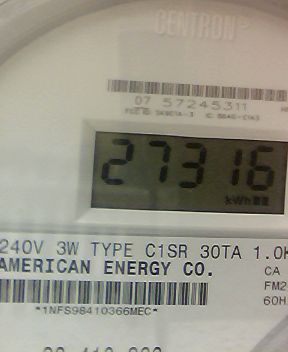 CENTRON®
07 57245311
27316
kWh
240V 3W TYPE C1SR 30TA 1.0K
AMERICAN ENERGY CO.
CA
FM2
60H
*1NFS98410366MEC*